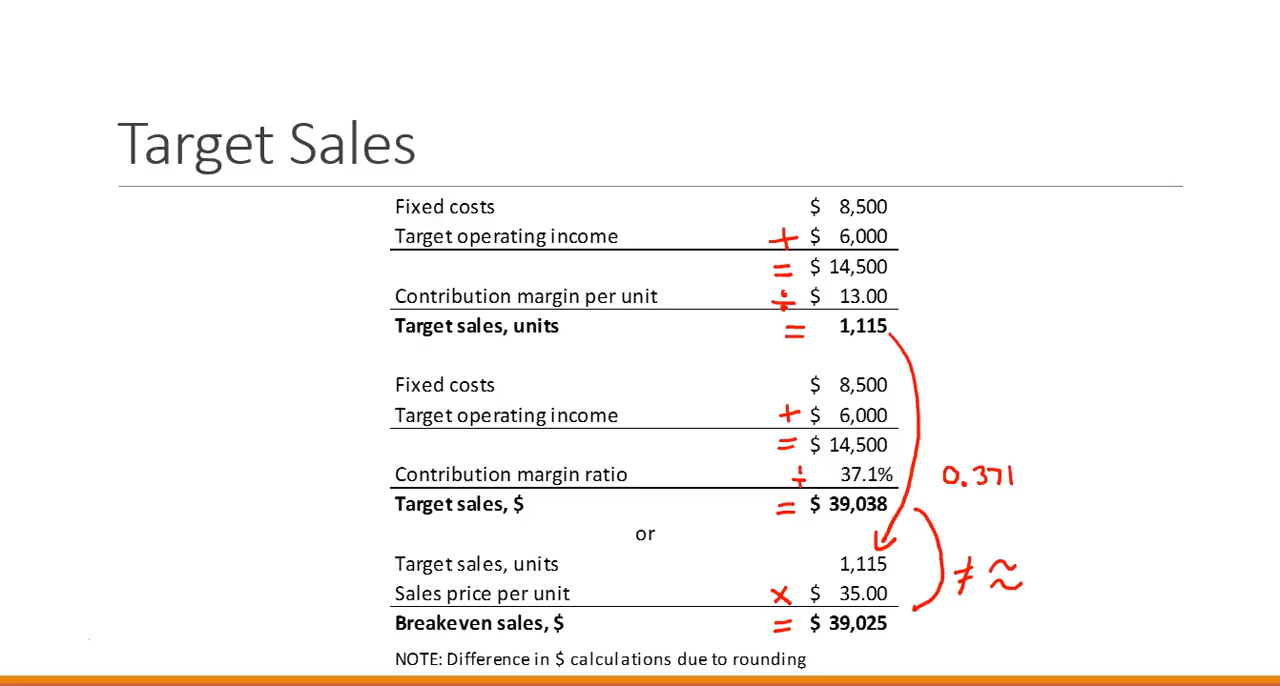 Target Sales
Fixed costs $ 8,500
Target operating income + $ 6,000
= $ 14,500
Contribution margin per unit ÷ $ 13.00
Target sales, units = 1,115
Fixed costs $ 8,500
Target operating income + $ 6,000
= $ 14,500
Contribution margin ratio ÷ 37.1% 0.371
Target sales, $ = $ 39,038
or
Target sales, units 1,115
≠ ≈
Sales price per unit × $ 35.00
Breakeven sales, $ = $ 39,025
NOTE: Difference in $ calculations due to rounding